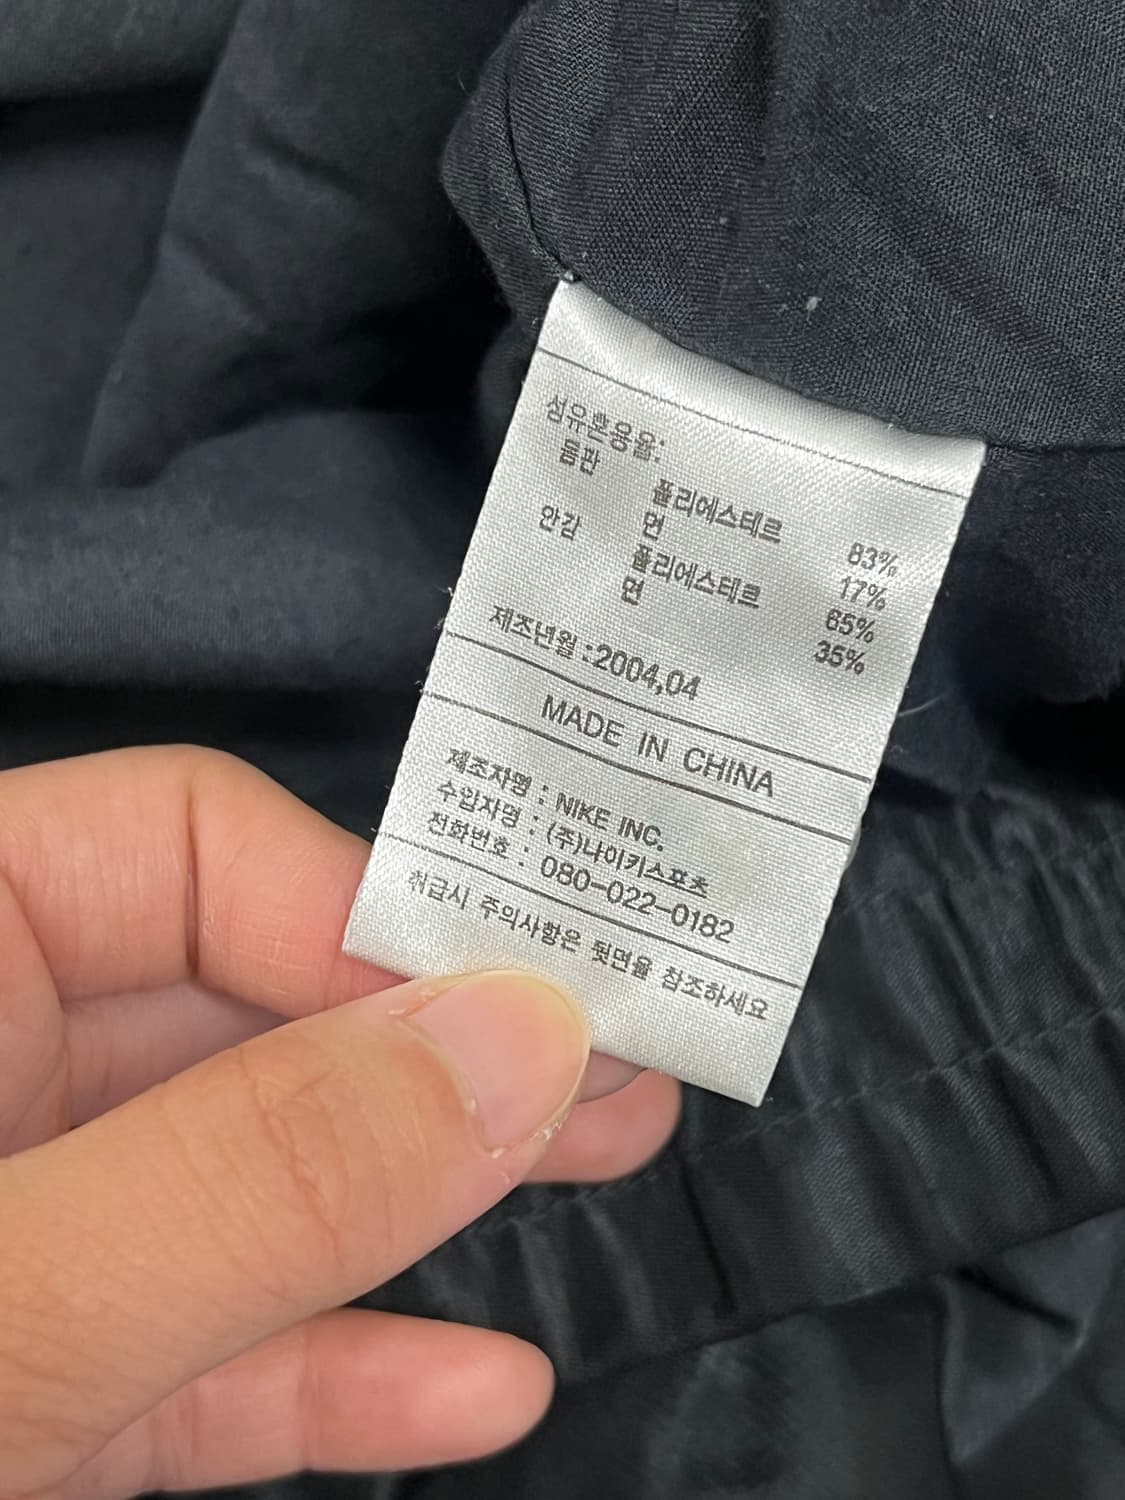 섬유혼용율:
몸판 폴리에스테르 83%
면 17%
안감 폴리에스테르 65%
면 35%
제조년월 :2004,04
MADE IN CHINA
제조자명 : NIKE INC.
수입자명 : (주)나이키스포츠
전화번호 : 080-022-0182
취급시 주의사항은 뒷면을 참조하세요